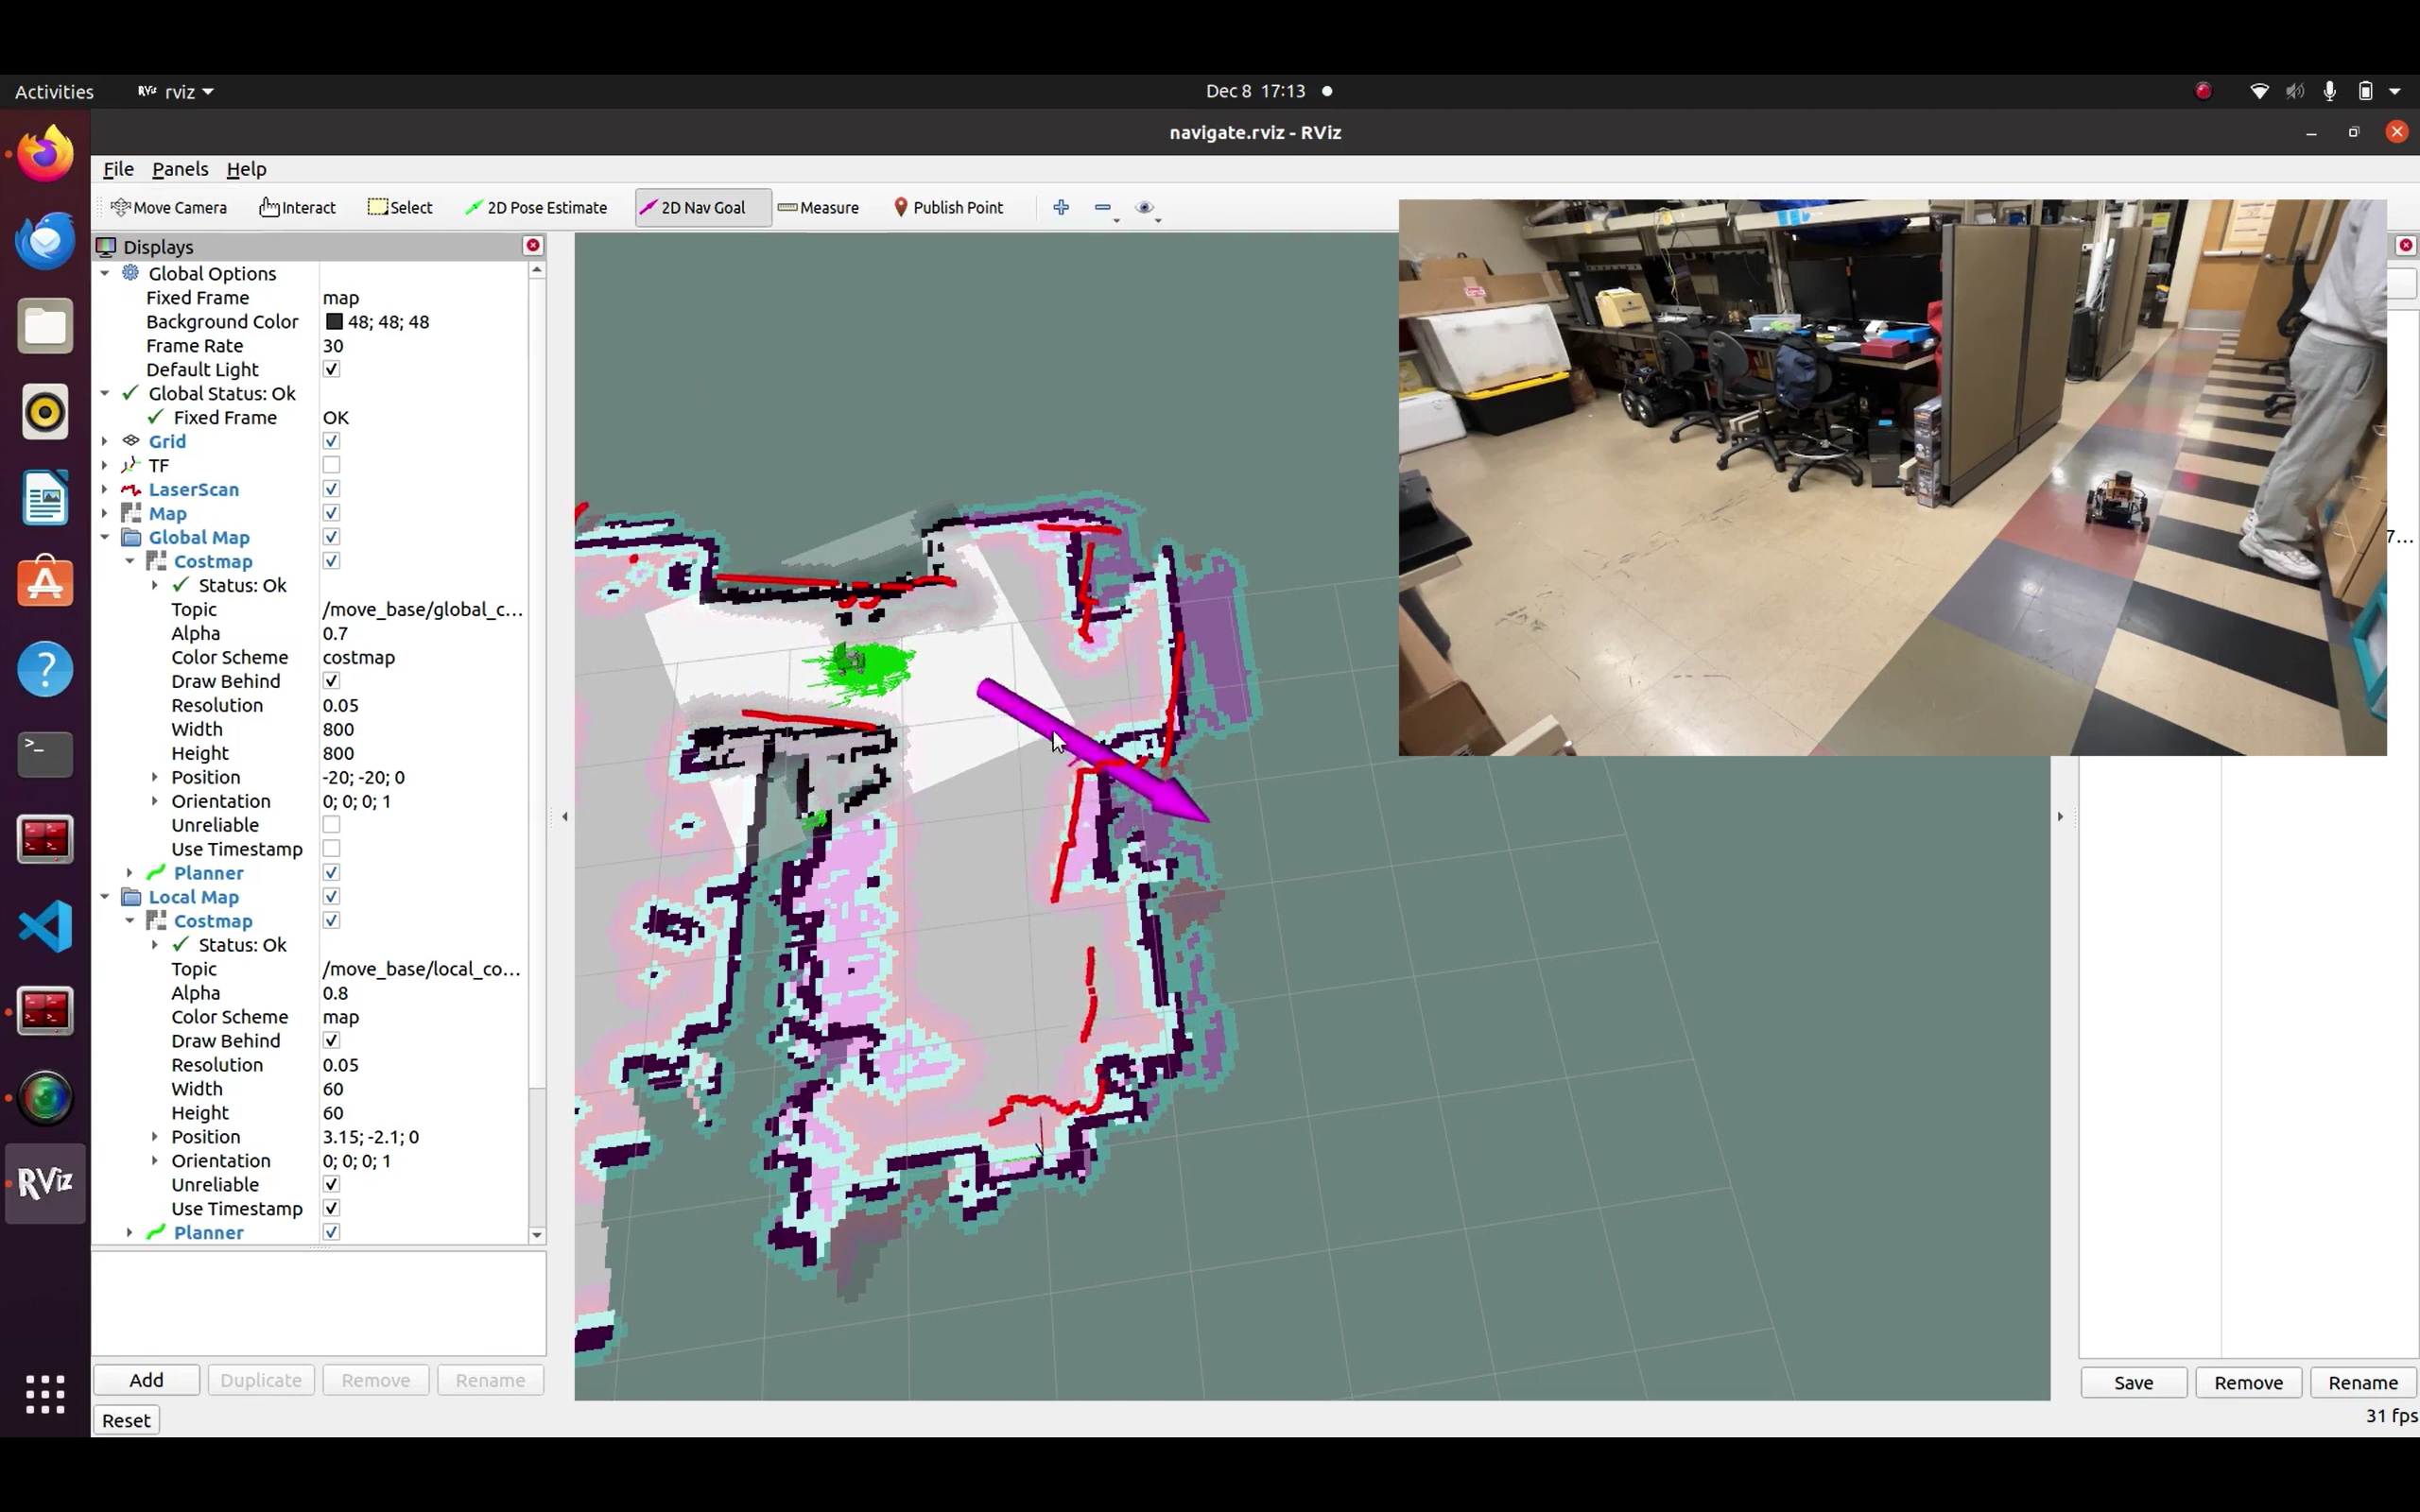 Activities
RViz rviz
Dec 8 17:13
navigate.rviz - RViz
File Panels Help
Move Camera Interact Select 2D Pose Estimate 2D Nav Goal Measure Publish Point
Displays
Global Options
Fixed Frame map
Background Color 48; 48; 48
Frame Rate 30
Default Light
Global Status: Ok
Fixed Frame OK
Grid
TF
LaserScan
Map
Global Map
Costmap
Status: Ok
Topic /move_base/global_c...
Alpha 0.7
Color Scheme costmap
Draw Behind
Resolution 0.05
Width 800
Height 800
Position -20; -20; 0
Orientation 0; 0; 0; 1
Unreliable
Use Timestamp
Planner
Local Map
Costmap
Status: Ok
Topic /move_base/local_co...
Alpha 0.8
Color Scheme map
Draw Behind
Resolution 0.05
Width 60
Height 60
Position 3.15; -2.1; 0
Orientation 0; 0; 0; 1
Unreliable
Use Timestamp
Planner
Add Duplicate Remove Rename
Reset
RViz
7...
Save Remove Rename
31 fps